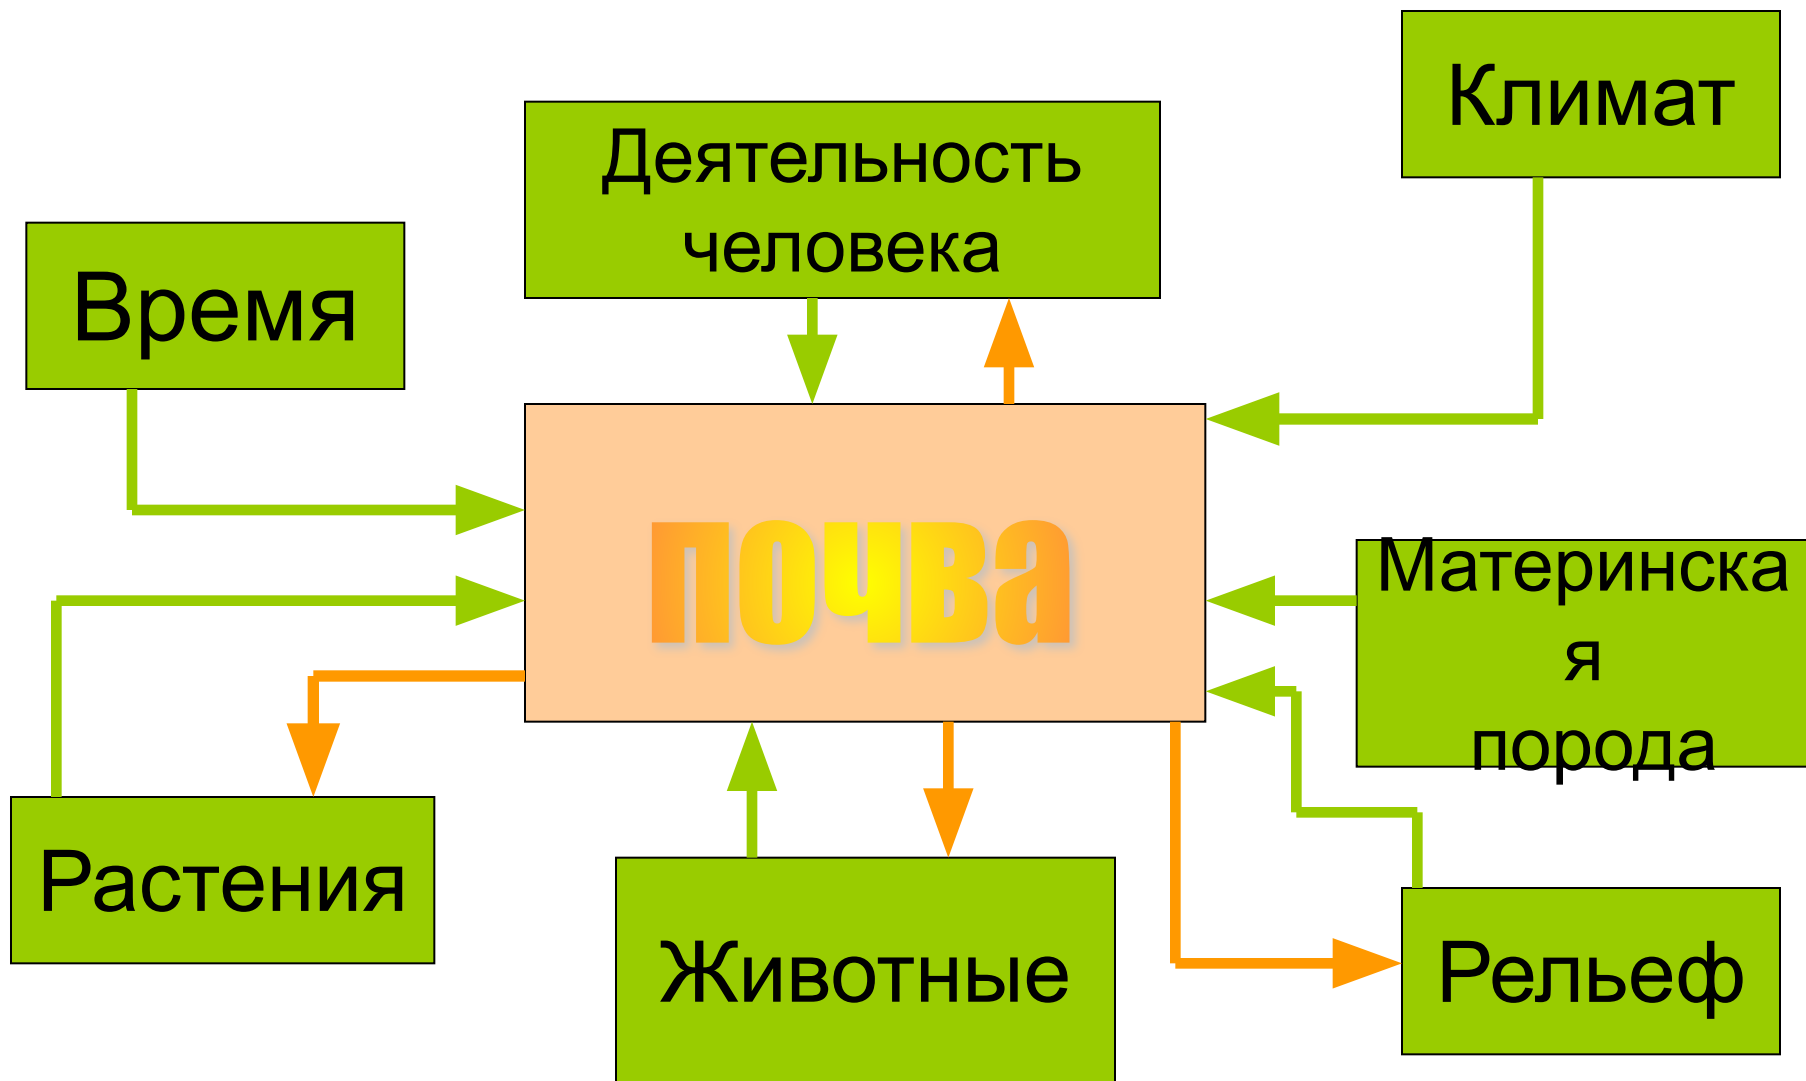 Климат
Деятельность
человека
Время
почва
Материнска
я
порода
Растения
Животные
Рельеф